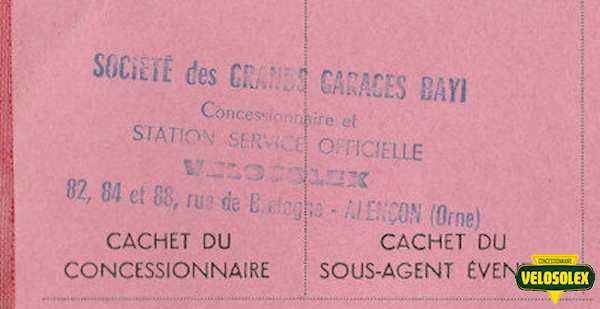 SOCIÉTÉ des GRANDS GARAGES BAYI
Concessionnaire et
STATION SERVICE OFFICIELLE
VELOSOLEX
82, 84 et 88, rue de Bretagne - ALENÇON (Orne)
CACHET DU
CONCESSIONNAIRE
CACHET DU
SOUS-AGENT ÉVEN
CONCESSIONNAIRE
VELOSOLEX